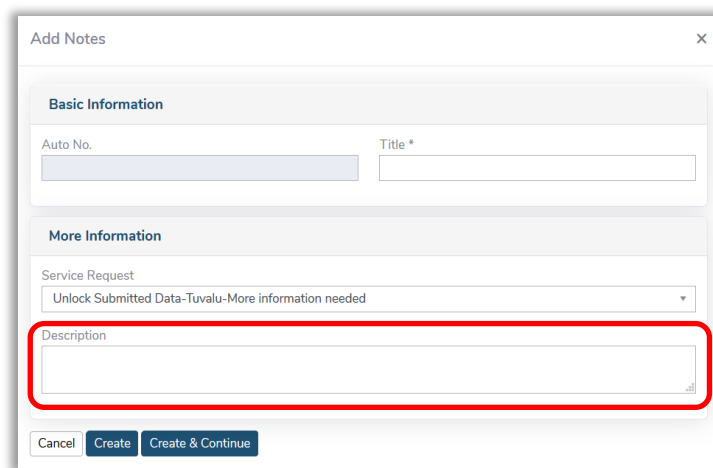 Add Notes ×
Basic Information
Auto No. Title *
More Information
Service Request
Unlock Submitted Data-Tuvalu-More information needed
Description
Cancel Create Create & Continue